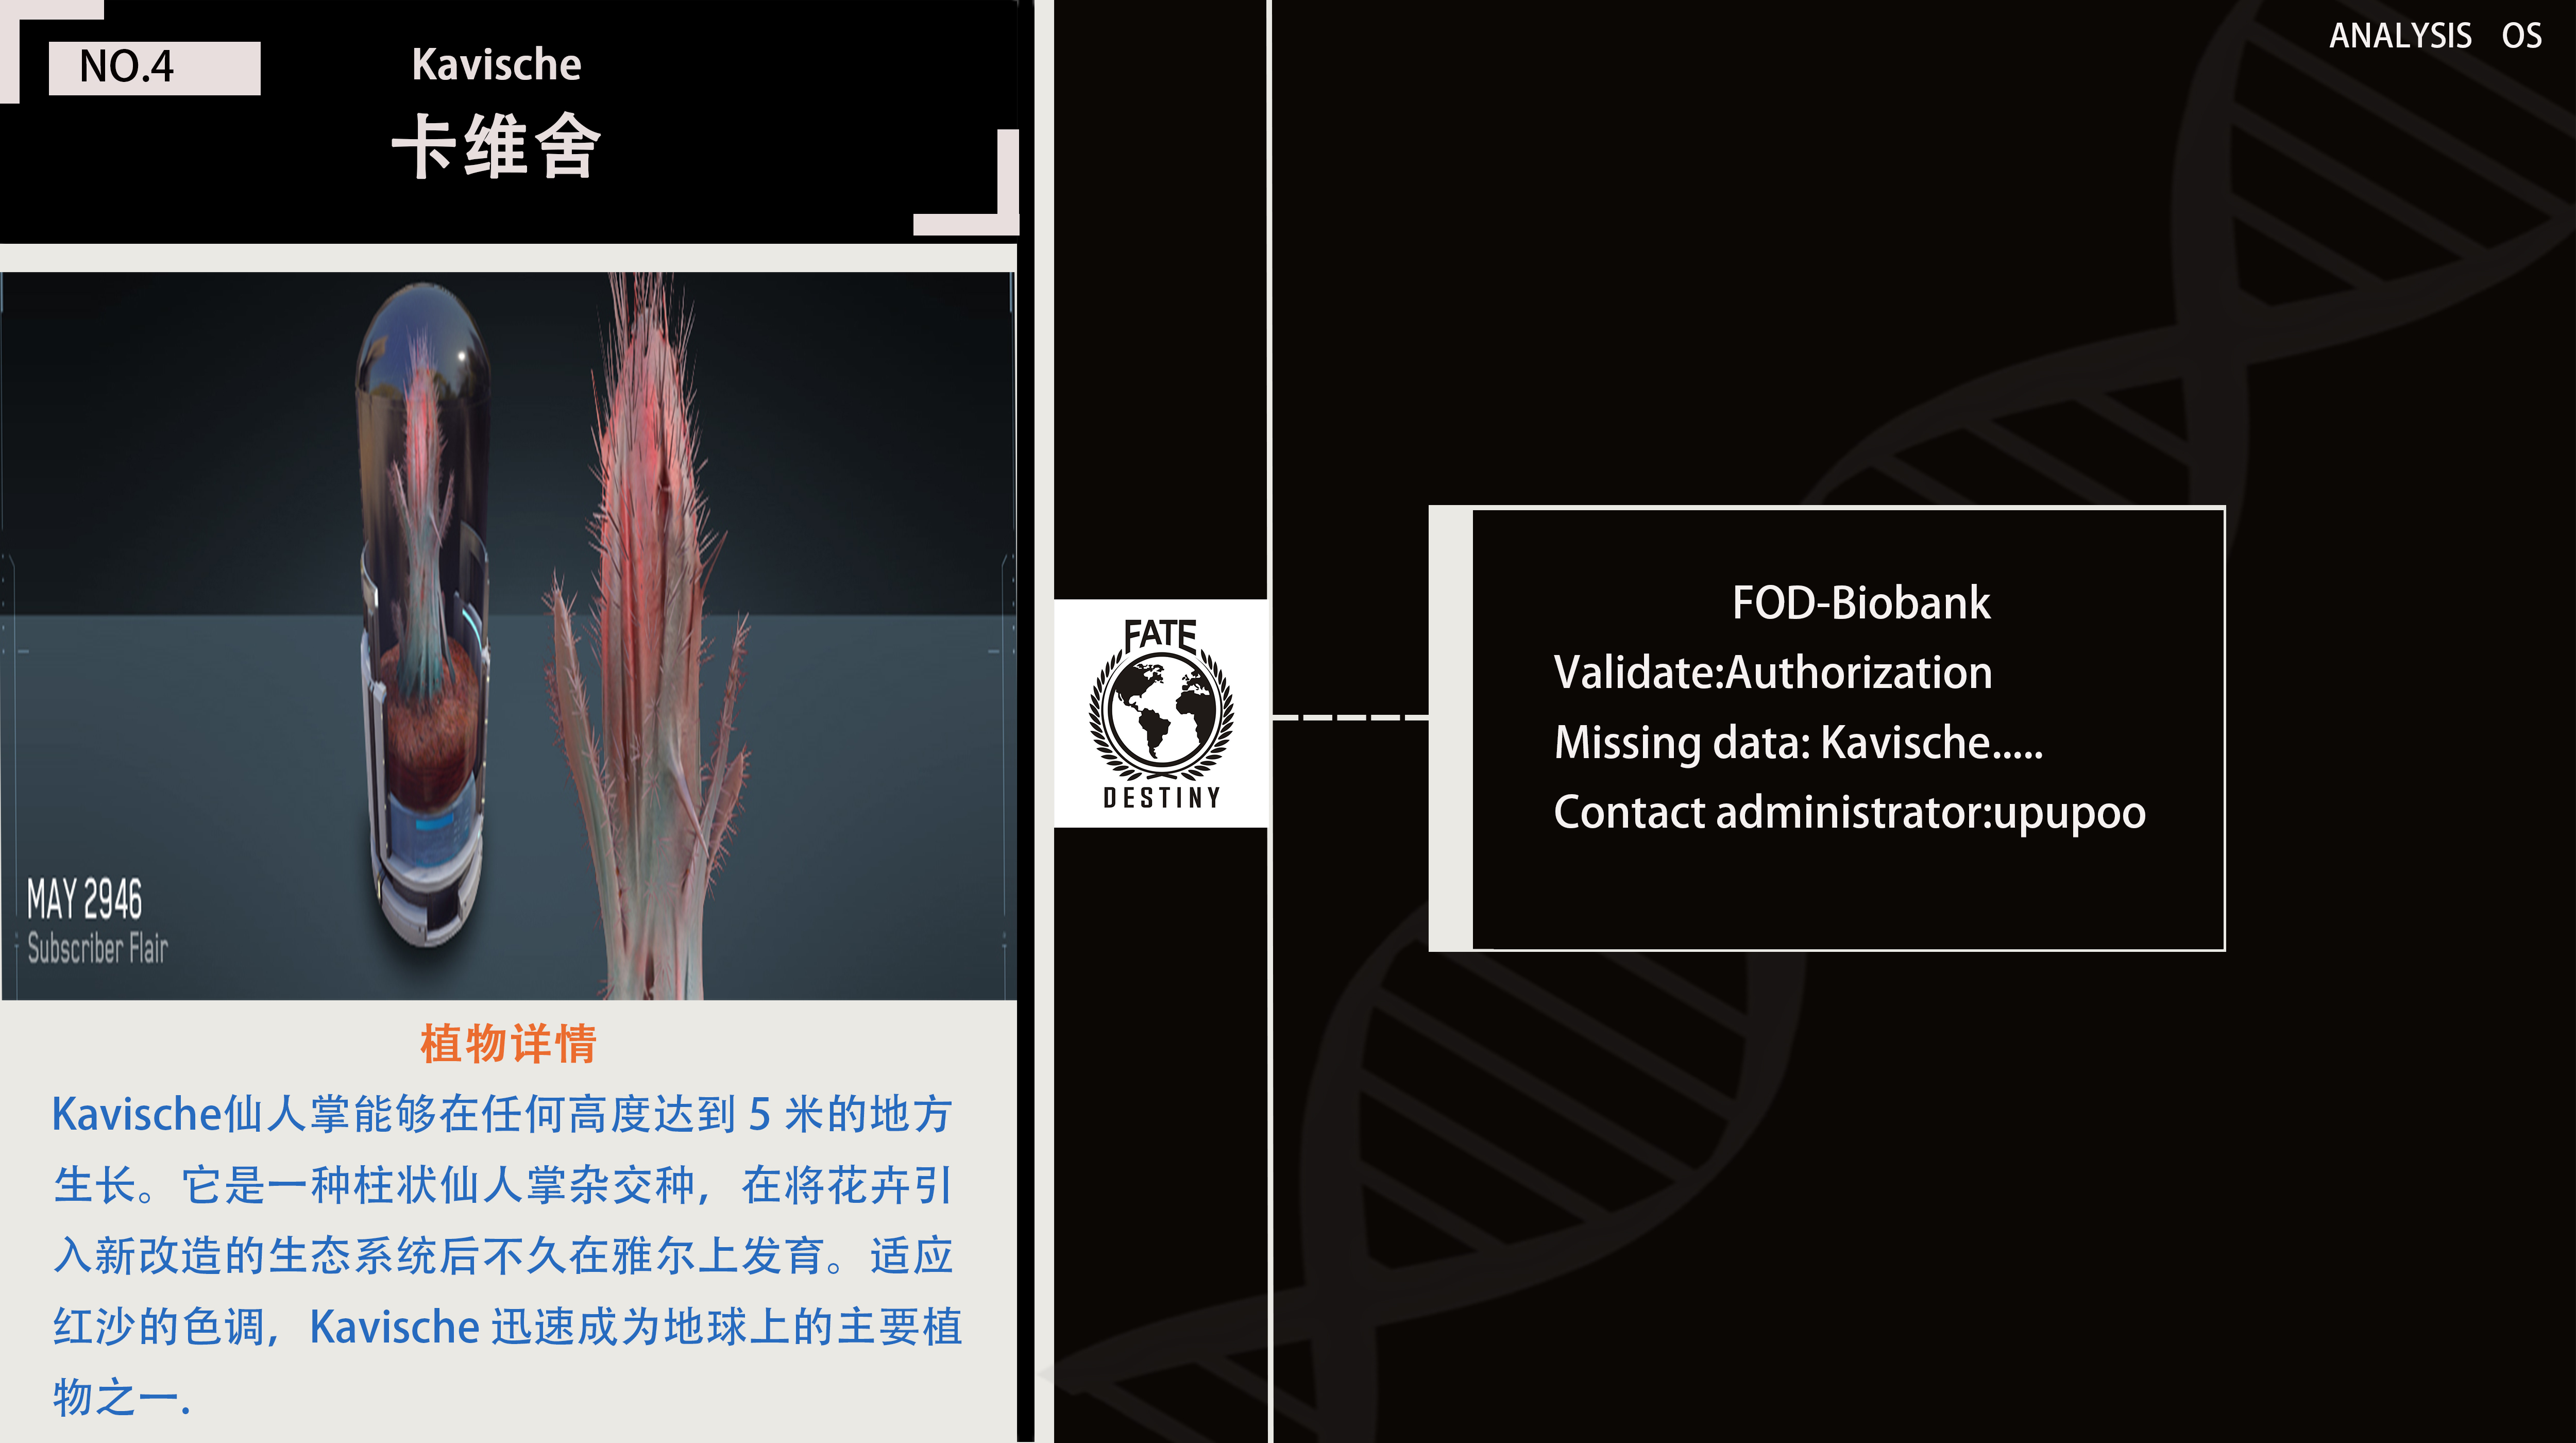 NO.4
Kavische
卡维舍
MAY 2946
Subscriber Flair
植物详情
Kavische仙人掌能够在任何高度达到 5 米的地方
生长。它是一种柱状仙人掌杂交种，在将花卉引
入新改造的生态系统后不久在雅尔上发育。适应
红沙的色调，Kavische 迅速成为地球上的主要植
物之一.
FATE
DESTINY
ANALYSIS OS
FOD-Biobank
Validate:Authorization
Missing data: Kavische.....
Contact administrator:upupoo